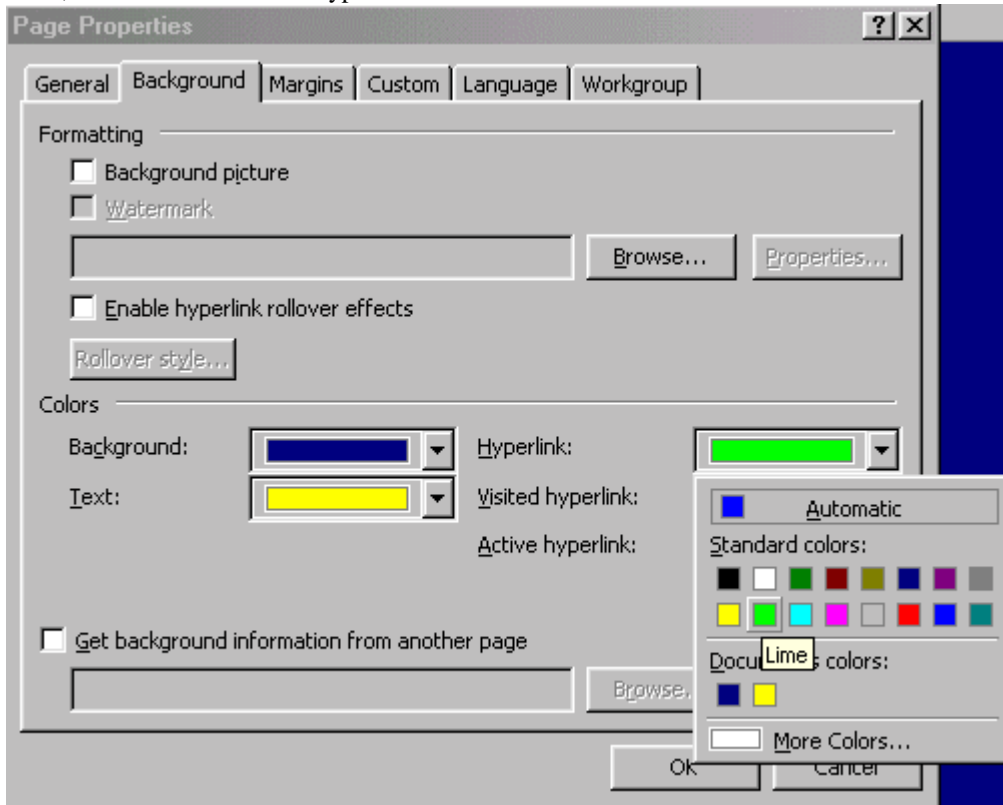 Page Properties
General Background Margins Custom Language Workgroup
Formatting
Background picture
Watermark
Browse... Properties...
Enable hyperlink rollover effects
Rollover style...
Colors
Background: Hyperlink:
Text: Visited hyperlink:
Automatic
Active hyperlink: Standard colors:
Get background information from another page
Lime
colors:
Browse.
More Colors...
OK Cancel